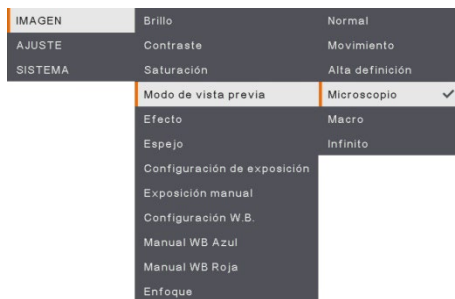 IMAGEN
AJUSTE
SISTEMA
Brillo
Contraste
Saturación
Modo de vista previa
Efecto
Espejo
Configuración de exposición
Exposición manual
Configuración W.B.
Manual WB Azul
Manual WB Roja
Enfoque
Normal
Movimiento
Alta definición
Microscopio
Macro
Infinito